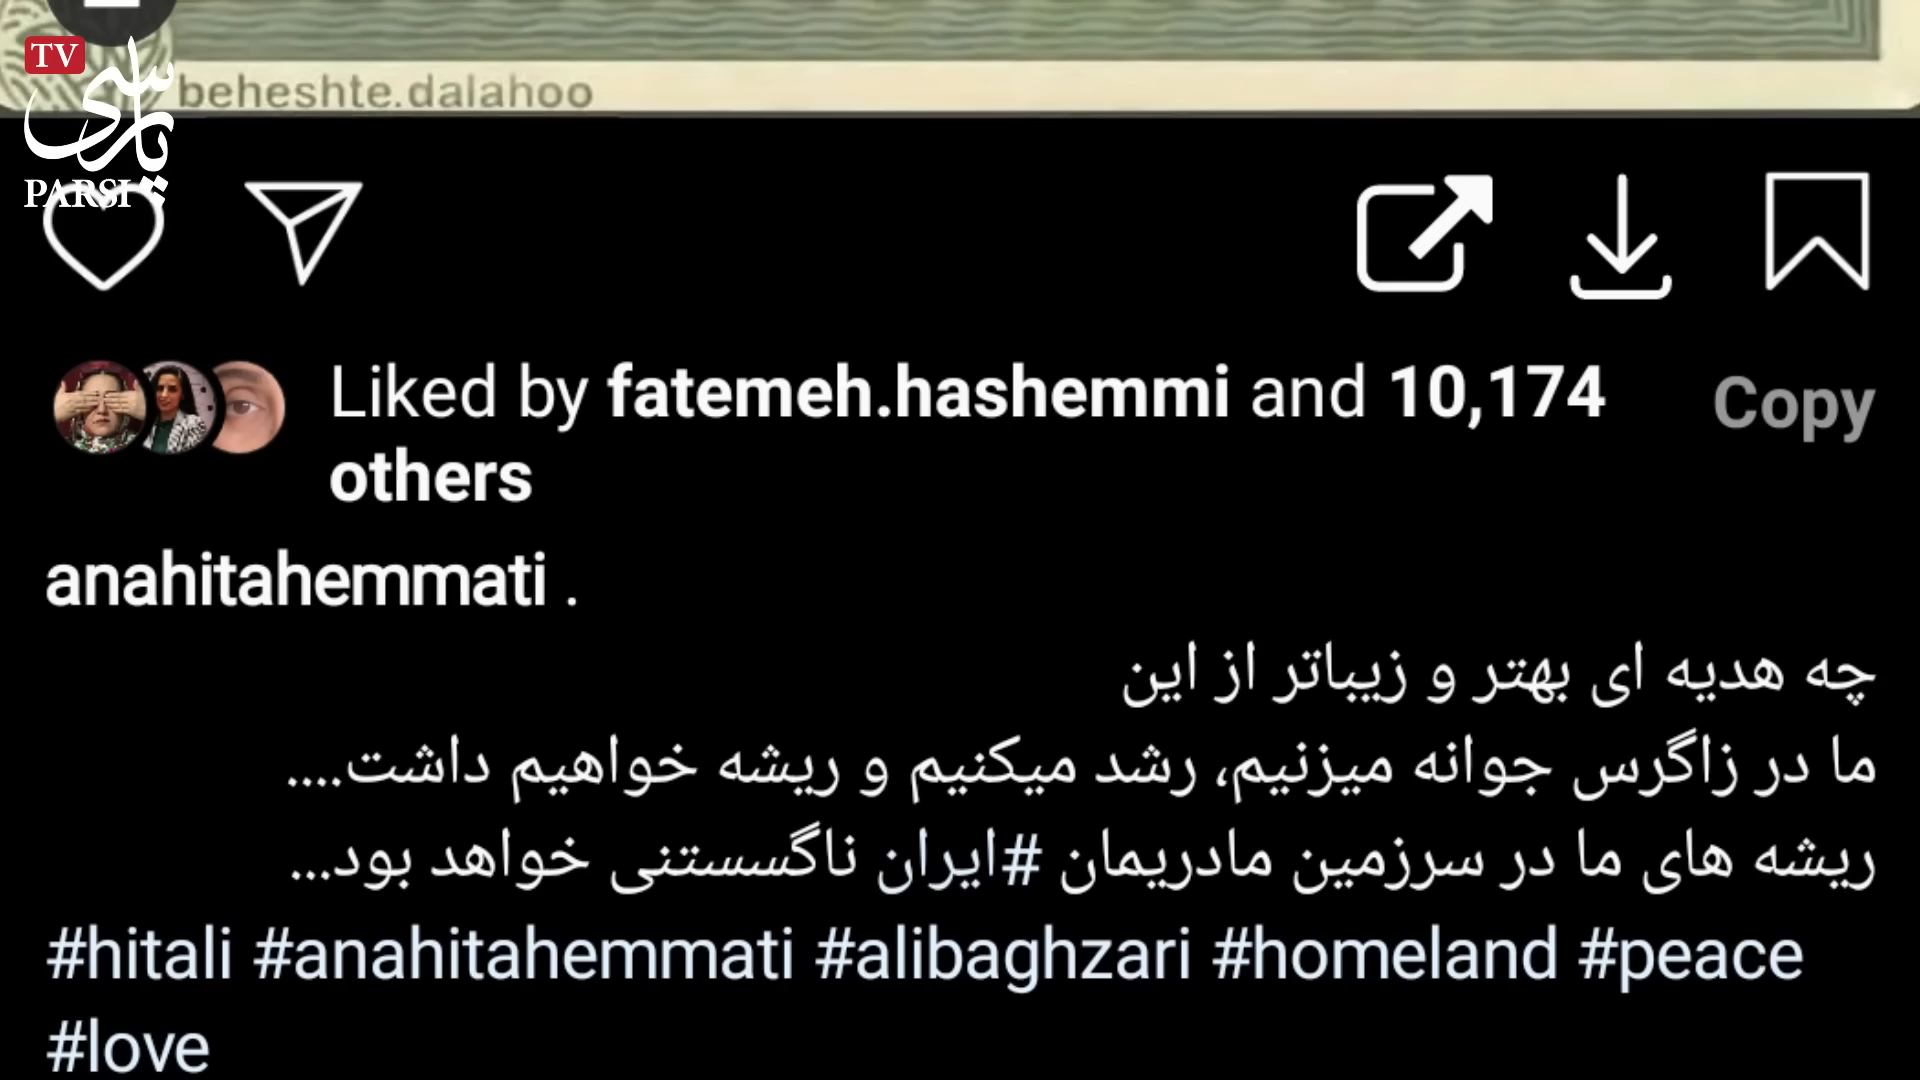 TV
پارسی
PARSI
beheshte.dalahoo
Liked by fatemeh.hashemmi and 10,174
others
Copy
anahitahemmati .
چه هدیه ای بهتر و زیباتر از این
ما در زاگرس جوانه میزنیم، رشد میکنیم و ریشه خواهیم داشت....
ریشه های ما در سرزمین مادریمان #ایران ناگسستنی خواهد بود...
#hitali #anahitahemmati #alibaghzari #homeland #peace
#love